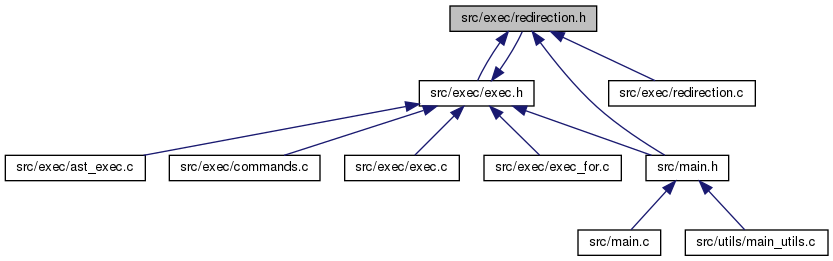 src/exec/redirection.h
src/exec/exec.h
src/exec/redirection.c
src/exec/ast_exec.c
src/exec/commands.c
src/exec/exec.c
src/exec/exec_for.c
src/main.h
src/main.c
src/utils/main_utils.c